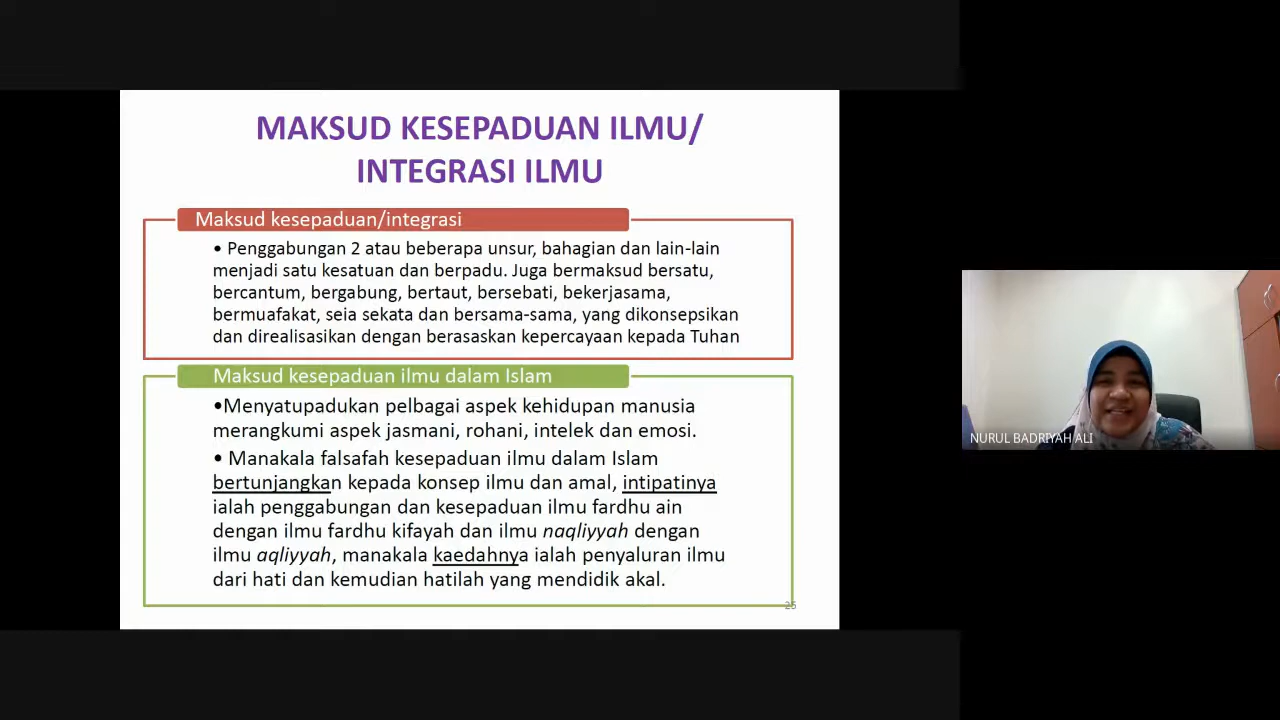 MAKSUD KESEPADUAN ILMU/
INTEGRASI ILMU
Maksud kesepaduan/integrasi
• Penggabungan 2 atau beberapa unsur, bahagian dan lain-lain
menjadi satu kesatuan dan berpadu. Juga bermaksud bersatu,
bercantum, bergabung, bertaut, bersebati, bekerjasama,
bermuafakat, seia sekata dan bersama-sama, yang dikonsepsikan
dan direalisasikan dengan berasaskan kepercayaan kepada Tuhan
Maksud kesepaduan ilmu dalam Islam
•Menyatupadukan pelbagai aspek kehidupan manusia
merangkumi aspek jasmani, rohani, intelek dan emosi.
• Manakala falsafah kesepaduan ilmu dalam Islam
bertunjangkan kepada konsep ilmu dan amal, intipatinya
ialah penggabungan dan kesepaduan ilmu fardhu ain
dengan ilmu fardhu kifayah dan ilmu naqliyyah dengan
ilmu aqliyyah, manakala kaedahnya ialah penyaluran ilmu
dari hati dan kemudian hatilah yang mendidik akal.
25
NURUL BADRIYAH ALI